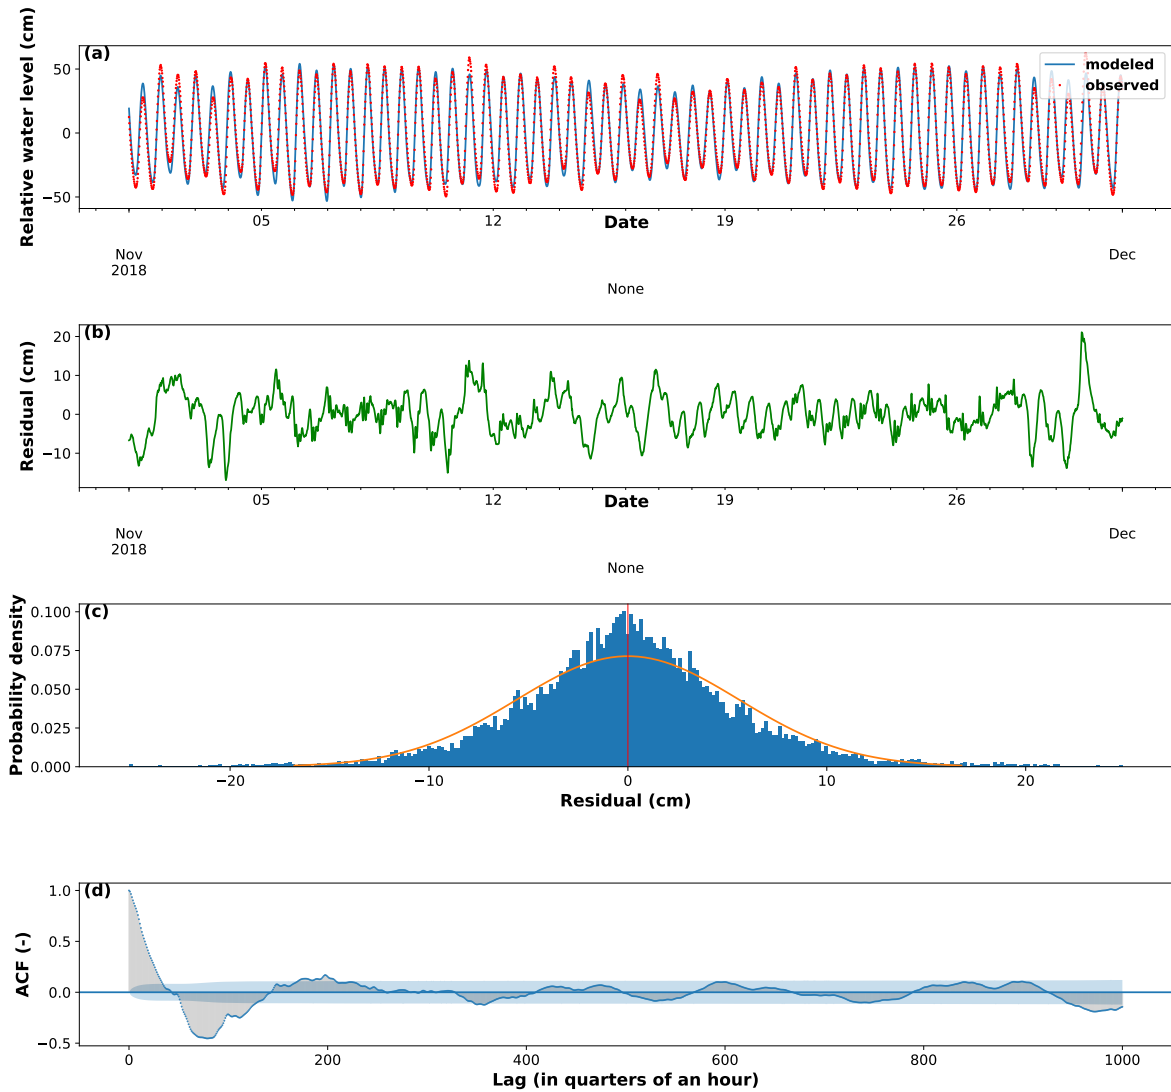 Relative water level (cm)
(a)
50
0
−50
modeled
observed
05
12
19
26
Date
Nov
2018
Dec
None
Residual (cm)
(b)
20
10
0
−10
05
12
19
26
Date
Nov
2018
Dec
None
Probability density
(c)
0.100
0.075
0.050
0.025
0.000
−20
−10
0
10
20
Residual (cm)
ACF (-)
(d)
1.0
0.5
0.0
−0.5
0
200
400
600
800
1000
Lag (in quarters of an hour)